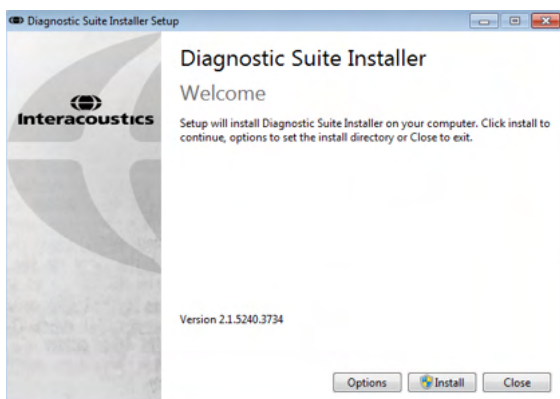 Diagnostic Suite Installer Setup
Interacoustics
Diagnostic Suite Installer
Welcome
Setup will install Diagnostic Suite Installer on your computer. Click install to
continue, options to set the install directory or Close to exit.
Version 2.1.5240.3734
Options
Install
Close